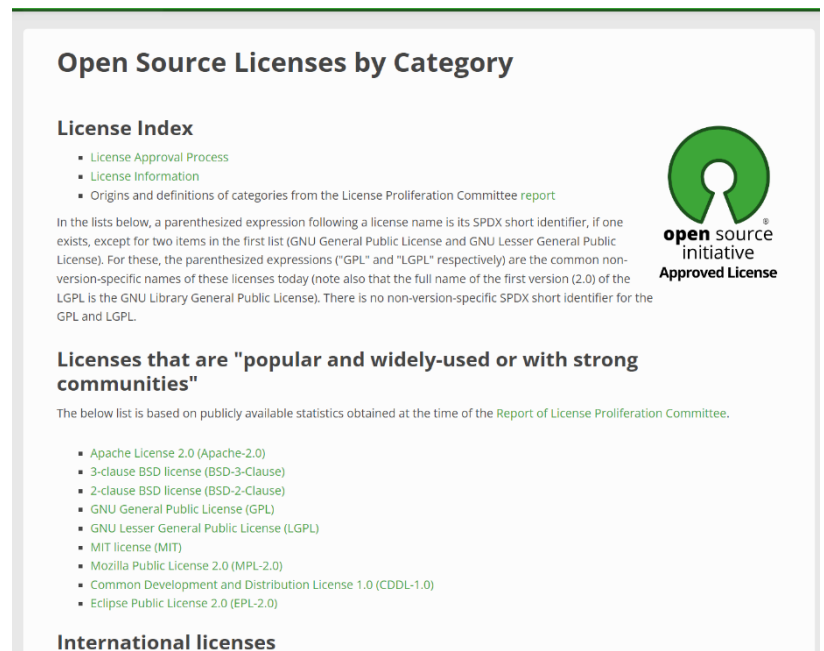 Open Source Licenses by Category
License Index
License Approval Process
License Information
Origins and definitions of categories from the License Proliferation Committee report
In the lists below, a parenthesized expression following a license name is its SPDX short identifier, if one
exists, except for two items in the first list (GNU General Public License and GNU Lesser General Public
License). For these, the parenthesized expressions ("GPL" and "LGPL" respectively) are the common non-
version-specific names of these licenses today (note also that the full name of the first version (2.0) of the
LGPL is the GNU Library General Public License). There is no non-version-specific SPDX short identifier for the
GPL and LGPL.
®
open source
initiative
Approved License
Licenses that are "popular and widely-used or with strong
communities"
The below list is based on publicly available statistics obtained at the time of the Report of License Proliferation Committee.
Apache License 2.0 (Apache-2.0)
3-clause BSD license (BSD-3-Clause)
2-clause BSD license (BSD-2-Clause)
GNU General Public License (GPL)
GNU Lesser General Public License (LGPL)
MIT license (MIT)
Mozilla Public License 2.0 (MPL-2.0)
Common Development and Distribution License 1.0 (CDDL-1.0)
Eclipse Public License 2.0 (EPL-2.0)
International licenses